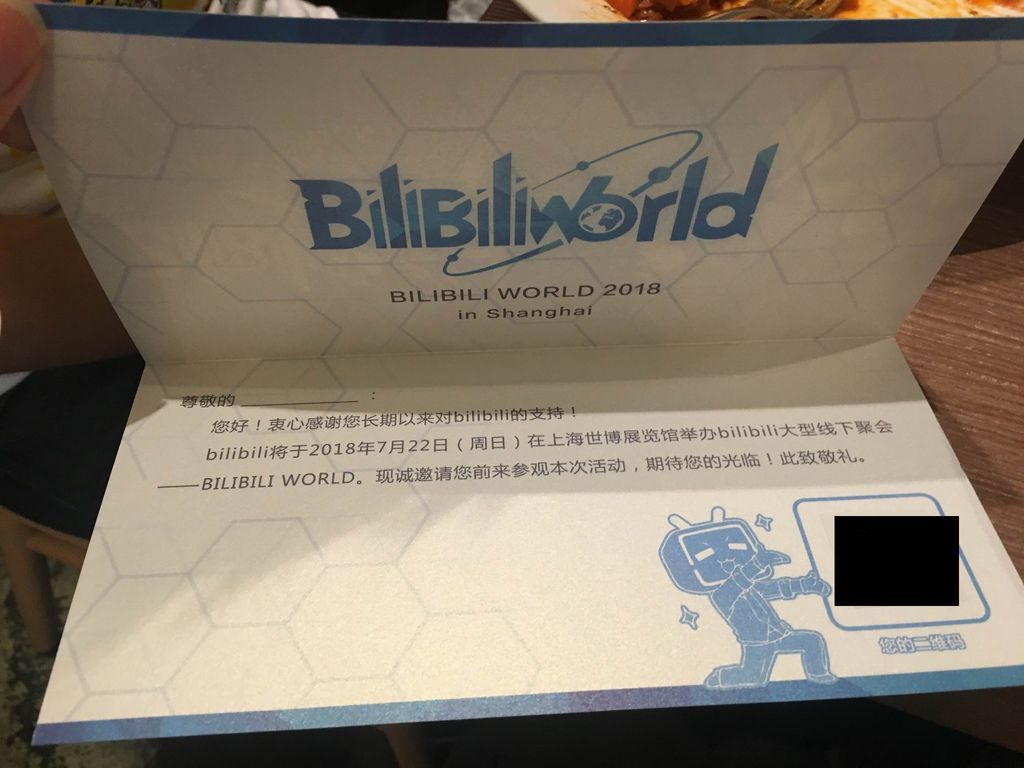 BiliBiliWorld
BILIBILI WORLD 2018
in Shanghai
尊敬的 ____________ ：
您好！衷心感谢您长期以来对bilibili的支持！
bilibili将于2018年7月22日（周日）在上海世博展览馆举办bilibili大型线下聚会
——BILIBILI WORLD。现诚邀请您前来参观本次活动，期待您的光临！此致敬礼。
您的二维码